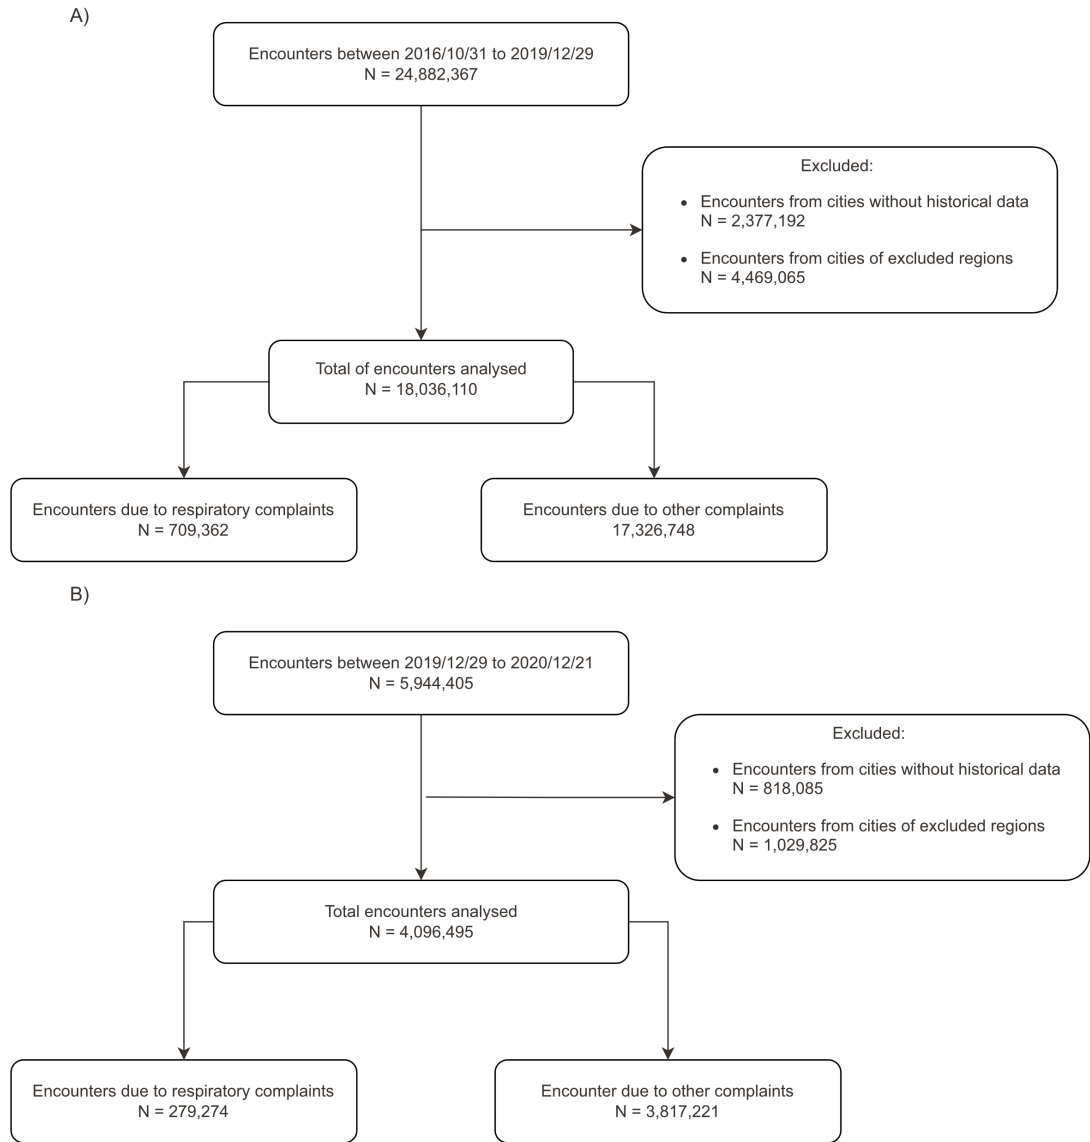 A)
Encounters between 2016/10/31 to 2019/12/29
N = 24,882,367
Excluded:
• Encounters from cities without historical data
N = 2,377,192
• Encounters from cities of excluded regions
N = 4,469,065
Total of encounters analysed
N = 18,036,110
Encounters due to respiratory complaints
N = 709,362
Encounters due to other complaints
17,326,748
B)
Encounters between 2019/12/29 to 2020/12/21
N = 5,944,405
Excluded:
• Encounters from cities without historical data
N = 818,085
• Encounters from cities of excluded regions
N = 1,029,825
Total encounters analysed
N = 4,096,495
Encounters due to respiratory complaints
N = 279,274
Encounter due to other complaints
N = 3,817,221